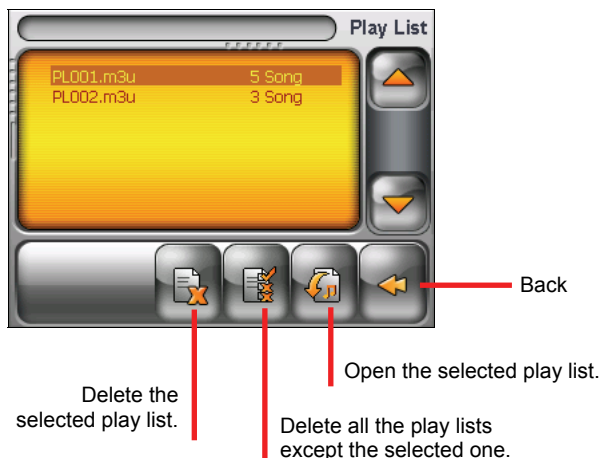 Play List
PL001.m3u 5 Song
PL002.m3u 3 Song
Back
Open the selected play list.
Delete the
selected play list.
Delete all the play lists
except the selected one.